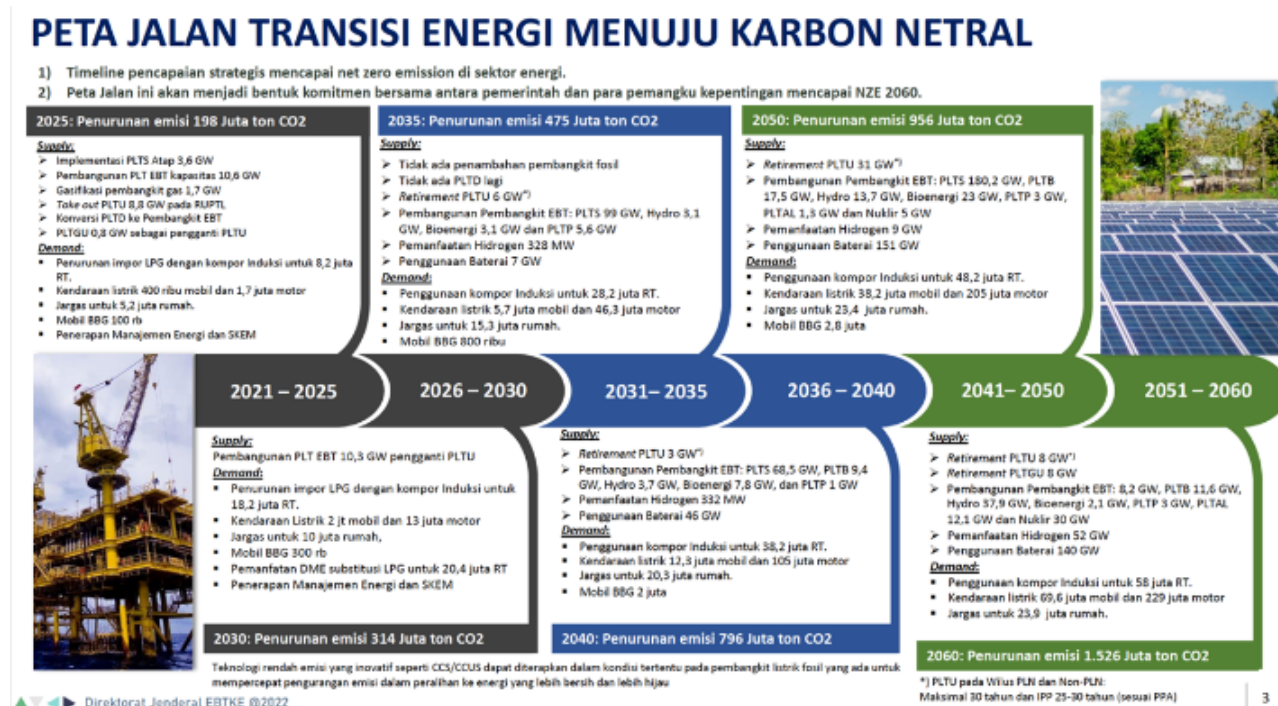 PETA JALAN TRANSISI ENERGI MENUJU KARBON NETRAL
1) Timeline pencapaian strategis mencapai net zero emission di sektor energi.
2) Peta Jalan ini akan menjadi bentuk komitmen bersama antara pemerintah dan para pemangku kepentingan mencapai NZE 2060.
2025: Penurunan emisi 198 Juta ton CO2
Supply:
➢ Implementasi PLTS Atap 3,6 GW
➢ Pembangunan PLT EBT kapasitas 10,6 GW
➢ Gasifikasi pembangkit gas 1,7 GW
➢ Take out PLTU 8,8 GW pada RUPTL
➢ Konversi PLTD ke Pembangkit EBT
➢ PLTGU 0,8 GW sebagai pengganti PLTU
Demand:
▪ Penurunan impor LPG dengan kompor Induksi untuk 8,2 juta
RT.
▪ Kendaraan listrik 400 ribu mobil dan 1,7 juta motor
▪ Jargas untuk 5,2 juta rumah.
▪ Mobil BBG 100 rb
▪ Penerapan Manajemen Energi dan SKEM
2035: Penurunan emisi 475 Juta ton CO2
Supply:
➢ Tidak ada penambahan pembangkit fosil
➢ Tidak ada PLTD lagi
➢ Retirement PLTU 6 GW*)
➢ Pembangunan Pembangkit EBT: PLTS 99 GW, Hydro 3,1
GW, Bioenergi 3,1 GW dan PLTP 5,6 GW
➢ Pemanfaatan Hidrogen 328 MW
➢ Penggunaan Baterai 7 GW
Demand:
▪ Penggunaan kompor Induksi untuk 28,2 juta RT.
▪ Kendaraan listrik 5,7 juta mobil dan 46,3 juta motor
▪ Jargas untuk 15,3 juta rumah.
▪ Mobil BBG 800 ribu
2050: Penurunan emisi 956 Juta ton CO2
Supply:
➢ Retirement PLTU 31 GW*)
➢ Pembangunan Pembangkit EBT: PLTS 180,2 GW, PLTB
17,5 GW, Hydro 13,7 GW, Bioenergi 23 GW, PLTP 3 GW,
PLTAL 1,3 GW dan Nuklir 5 GW
➢ Pemanfaatan Hidrogen 9 GW
➢ Penggunaan Baterai 151 GW
Demand:
▪ Penggunaan kompor Induksi untuk 48,2 juta RT.
▪ Kendaraan listrik 38,2 juta mobil dan 205 juta motor
▪ Jargas untuk 23,4 juta rumah.
▪ Mobil BBG 2,8 juta
2021 – 2025
2026 – 2030
2031– 2035
2036 – 2040
2041– 2050
2051 – 2060
Supply:
Pembangunan PLT EBT 10,3 GW pengganti PLTU
Demand:
▪ Penurunan impor LPG dengan kompor Induksi untuk
18,2 juta RT.
▪ Kendaraan Listrik 2 jt mobil dan 13 juta motor
▪ Jargas untuk 10 juta rumah,
▪ Mobil BBG 300 rb
▪ Pemanfatan DME substitusi LPG untuk 20,4 juta RT
▪ Penerapan Manajemen Energi dan SKEM
2030: Penurunan emisi 314 Juta ton CO2
Supply:
➢ Retirement PLTU 3 GW*)
➢ Pembangunan Pembangkit EBT: PLTS 68,5 GW, PLTB 9,4
GW, Hydro 3,7 GW, Bioenergi 7,8 GW, dan PLTP 1 GW
➢ Pemanfaatan Hidrogen 332 MW
➢ Penggunaan Baterai 46 GW
Demand:
▪ Penggunaan kompor Induksi untuk 38,2 juta RT.
▪ Kendaraan listrik 12,3 juta mobil dan 105 juta motor
▪ Jargas untuk 20,3 juta rumah.
▪ Mobil BBG 2 juta
2040: Penurunan emisi 796 Juta ton CO2
Supply:
➢ Retirement PLTU 8 GW*)
➢ Retirement PLTGU 8 GW
➢ Pembangunan Pembangkit EBT: 8,2 GW, PLTB 11,6 GW,
Hydro 37,9 GW, Bioenergi 2,1 GW, PLTP 3 GW, PLTAL
12,1 GW dan Nuklir 30 GW
➢ Pemanfaatan Hidrogen 52 GW
➢ Penggunaan Baterai 140 GW
Demand:
▪ Penggunaan kompor Induksi untuk 58 juta RT.
▪ Kendaraan listrik 69,6 juta mobil dan 229 juta motor
▪ Jargas untuk 23,9 juta rumah.
2060: Penurunan emisi 1.526 Juta ton CO2
Teknologi rendah emisi yang inovatif seperti CCS/CCUS dapat diterapkan dalam kondisi tertentu pada pembangkit listrik fosil yang ada untuk
mempercepat pengurangan emisi dalam peralihan ke energi yang lebih bersih dan lebih hijau
*) PLTU pada Wilus PLN dan Non-PLN:
Maksimal 30 tahun dan IPP 25-30 tahun (sesuai PPA)
Direktorat Jenderal EBTKE @2022
3